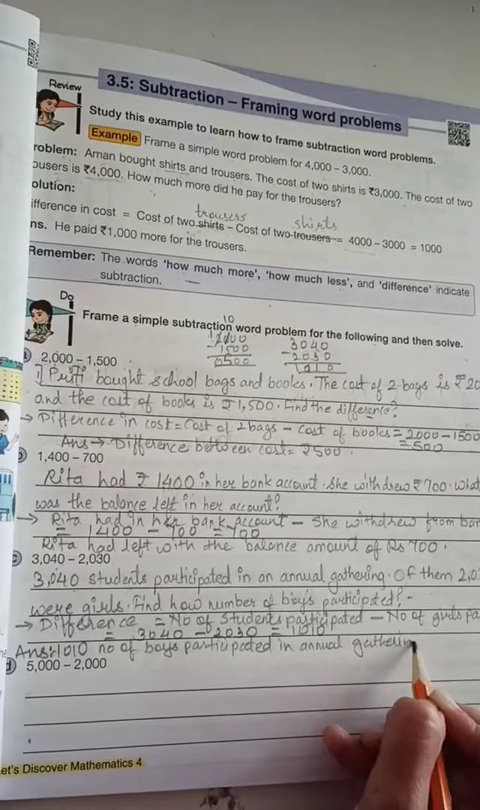 1
3.5: Subtraction – Framing word problems
Review
Study this example to learn how to frame subtraction word problems.
Example Frame a simple word problem for 4,000 – 3,000.
roblem: Aman bought shirts and trousers. The cost of two shirts is ₹3,000. The cost of two
ousers is ₹4,000. How much more did he pay for the trousers?
olution:
trousers shirts
ifference in cost = Cost of two shirts – Cost of two trousers = 4000 – 3000 = 1000
ns. He paid ₹1,000 more for the trousers.
Remember: The words 'how much more', 'how much less', and 'difference' indicate
subtraction.
Do
Frame a simple subtraction word problem for the following and then solve.
10
3040
- 1500 - 2030
0500 1010
2,000 – 1,500
Priti bought school bags and books. The cost of 2 bags is ₹20
and the cost of books is ₹1,500. Find the difference?
→ Difference in cost = Cost of 2 bags – cost of books = 2000 – 1500
= 500
Ans → Difference between cost = ₹500.
b) 1,400 – 700
Rita had ₹1400 in her bank account. She withdrew ₹700. What
was the balance left in her account?
→ Rita had in her bank account – She withdrew from ban
= 1400 – 700 = 700
Rita had left with the balance amount of Rs 700.
c) 3,040 – 2,030
3,040 students participated in an annual gathering. Of them 2,0
were girls. Find how number of boys participated? -
→ Difference = No of Students participated – No of girls pa
= 3040 – 2030 = 1010
Ans:- 1010 no of boys participated in annual gatherin
d) 5,000 – 2,000
et's Discover Mathematics 4